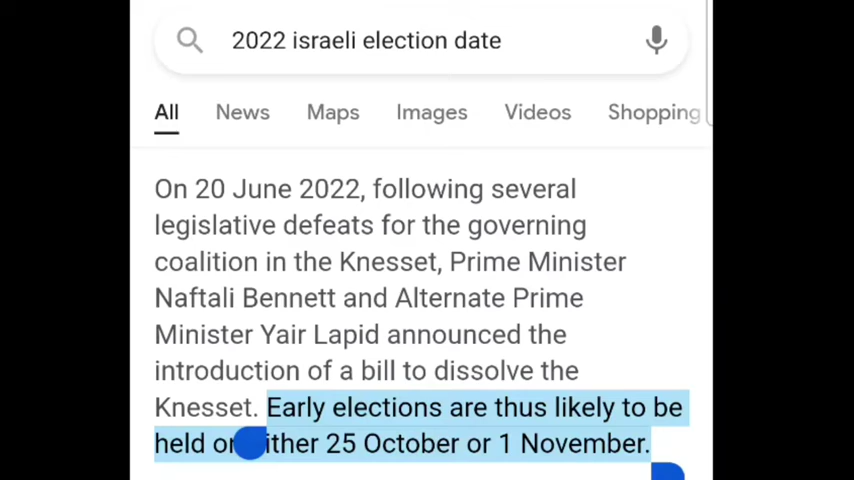 2022 israeli election date
All News Maps Images Videos Shopping
On 20 June 2022, following several
legislative defeats for the governing
coalition in the Knesset, Prime Minister
Naftali Bennett and Alternate Prime
Minister Yair Lapid announced the
introduction of a bill to dissolve the
Knesset. Early elections are thus likely to be
held 25 October or 1 November.